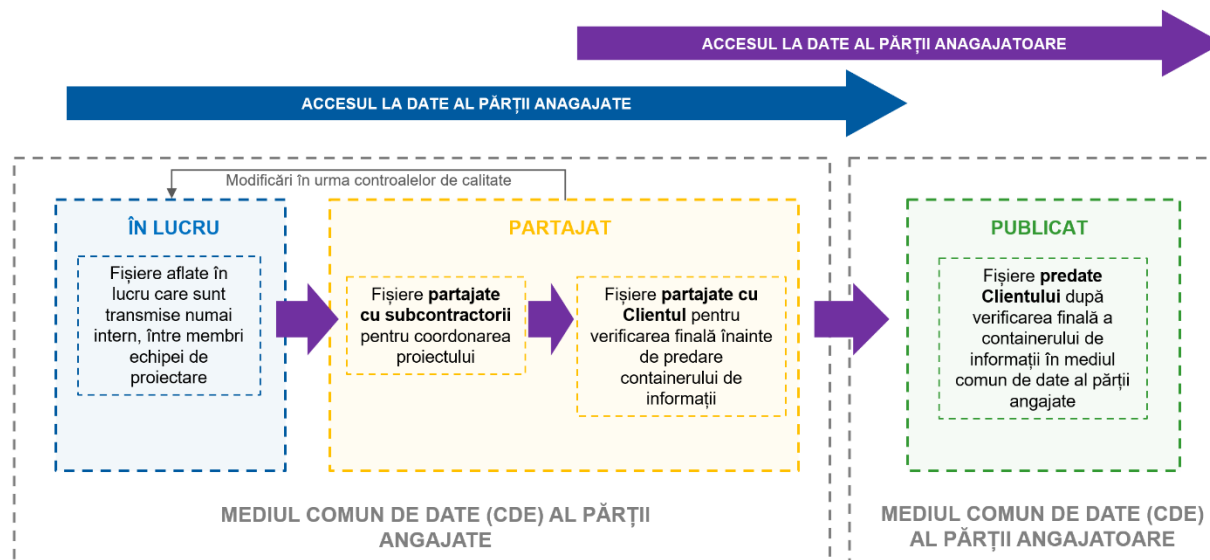 ACCESUL LA DATE AL PĂRȚII ANAGAJATOARE
ACCESUL LA DATE AL PĂRȚII ANAGAJATE
Modificări în urma controalelor de calitate
ÎN LUCRU
Fișiere aflate în
lucru care sunt
transmise numai
intern, între membri
echipei de
proiectare
PARTAJAT
Fișiere partajate
cu subcontractorii
pentru coordonarea
proiectului
Fișiere partajate cu
Clientul pentru
verificarea finală înainte
de predare
containerului de
informații
PUBLICAT
Fișiere predate
Clientului după
verificarea finală a
containerului de
informații în mediul
comun de date al părții
angajate
MEDIUL COMUN DE DATE (CDE) AL PĂRȚII
ANGAJATE
MEDIUL COMUN DE DATE (CDE)
AL PĂRȚII ANGAJATOARE